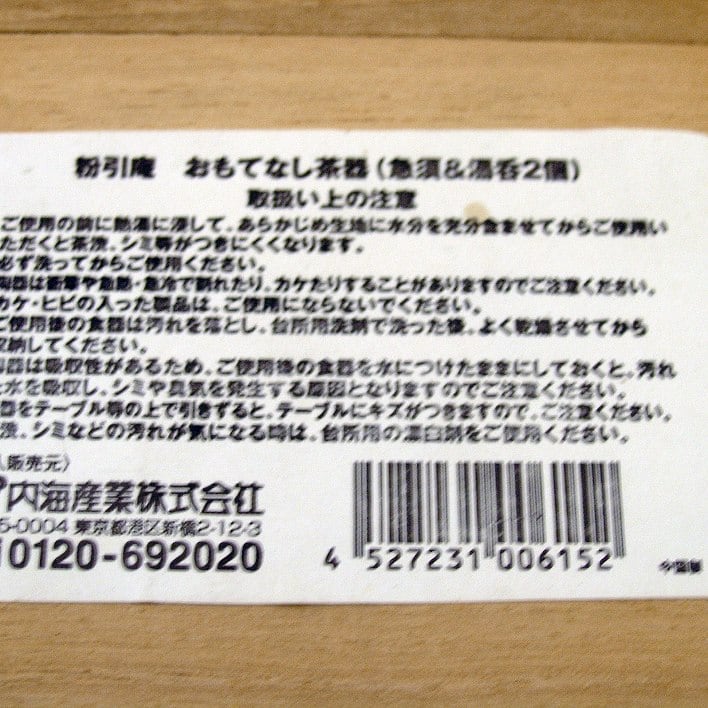 粉引庵 おもてなし茶器(急須&湯呑2個)
取扱い上の注意
ご使用の前に熱湯に浸して、あらかじめ生地に水分を充分含ませてからご使用い
ただくと茶渋、シミ等がつきにくくなります。
必ず洗ってからご使用ください。
陶器は衝撃や急熱・急冷で割れたり、カケたりすることがありますのでご注意ください。
カケ・ヒビの入った製品は、ご使用にならないでください。
ご使用後の食器は汚れを落とし、台所用洗剤で洗った後、よく乾燥させてから
収納してください。
陶器は吸収性があるため、ご使用後の食器を水につけたままにしておくと、汚れ
た水を吸収し、シミや臭気を発生する原因となりますのでご注意ください。
器をテーブル等の上で引きずると、テーブルにキズがつきますので、ご注意ください。
渋、シミなどの汚れが気になる時は、台所用の漂白剤をご使用ください。
販売元〉
内海産業株式会社
5-0004 東京都港区新橋2-12-3
0120-692020
4 527231 006152
中国製